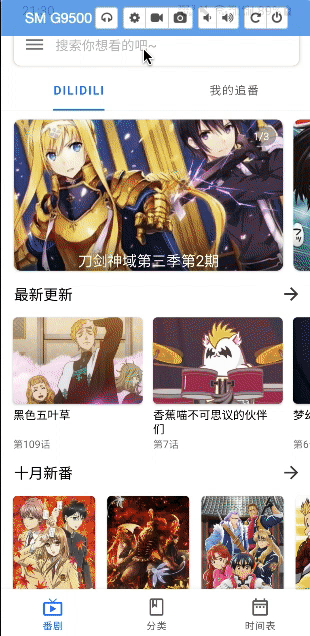 SM G9500
搜索你想看的吧~
DILIDILI
我的追番
1/3
刀剑神域第三季第2期
最新更新
黑色五叶草
香蕉喵不可思议的伙伴们
第109话
第7话
十月新番
番剧
分类
时间表